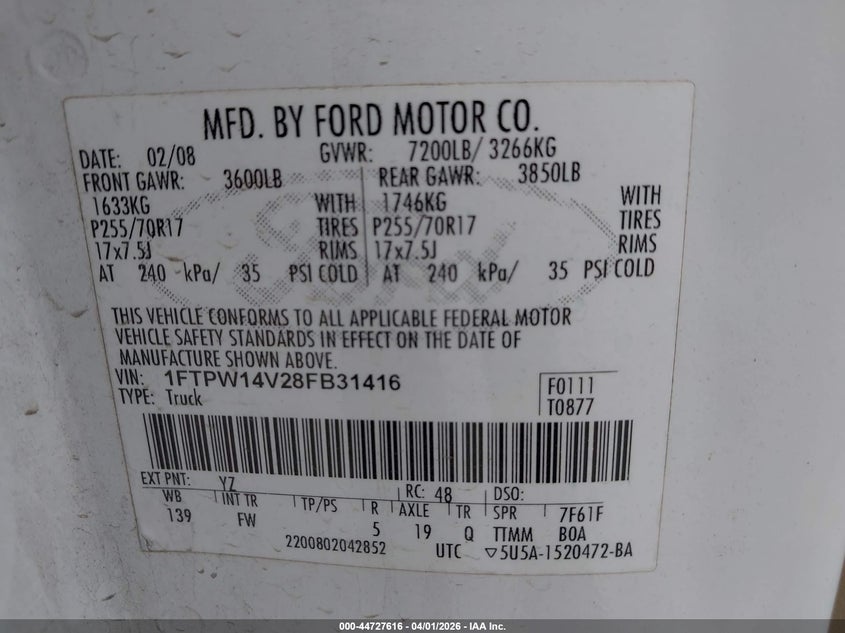 MFD. BY FORD MOTOR CO.
DATE: 02/08 GVWR: 7200LB/ 3266KG
FRONT GAWR: 3600LB REAR GAWR: 3850LB
1633KG WITH 1746KG WITH
P255/70R17 TIRES P255/70R17 TIRES
17x7.5J RIMS 17x7.5J RIMS
AT 240 kPa/ 35 PSI COLD AT 240 kPa/ 35 PSI COLD
THIS VEHICLE CONFORMS TO ALL APPLICABLE FEDERAL MOTOR
VEHICLE SAFETY STANDARDS IN EFFECT ON THE DATE OF
MANUFACTURE SHOWN ABOVE.
VIN: 1FTPW14V28FB31416 F0111
TYPE: Truck T0877
EXT PNT: YZ RC: 48 DSO:
WB INT TR TP/PS R AXLE TR SPR 7F61F
139 FW 5 19 Q TTMM BOA
2200802042852 UTC ▽5U5A-1520472-BA
000-44727616 - 04/01/2026 - IAA Inc.